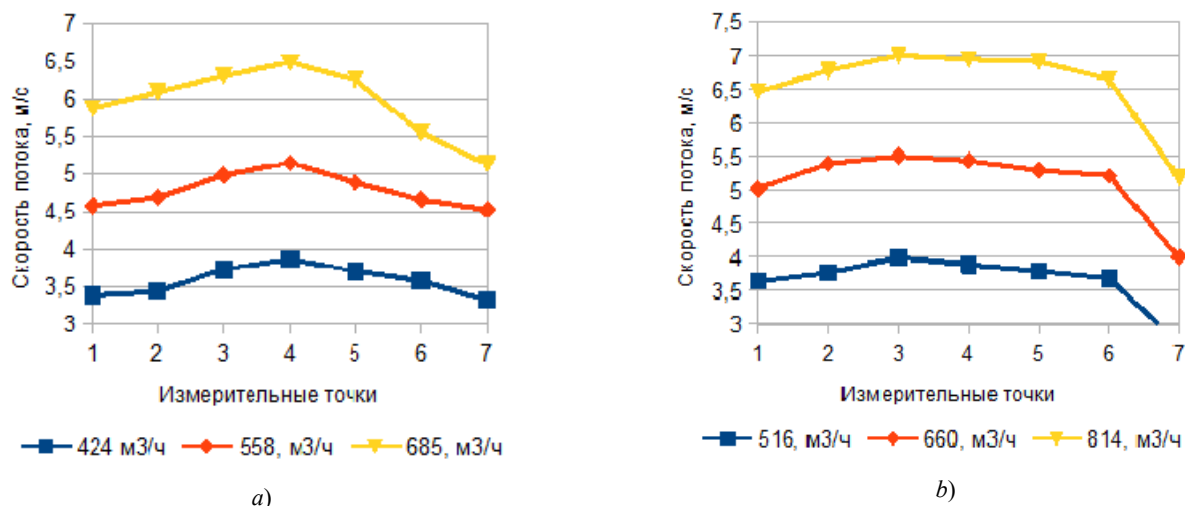 7
6,5
6
5,5
5
4,5
4
3,5
3
Скорость потока, м/с
1 2 3 4 5 6 7
Измерительные точки
424 м3/ч 558, м3/ч 685, м3/ч
a)
7,5
7
6,5
6
5,5
5
4,5
4
3,5
3
Скорость потока, м/с
1 2 3 4 5 6 7
Измерительные точки
516, м3/ч 660, м3/ч 814, м3/ч
b)